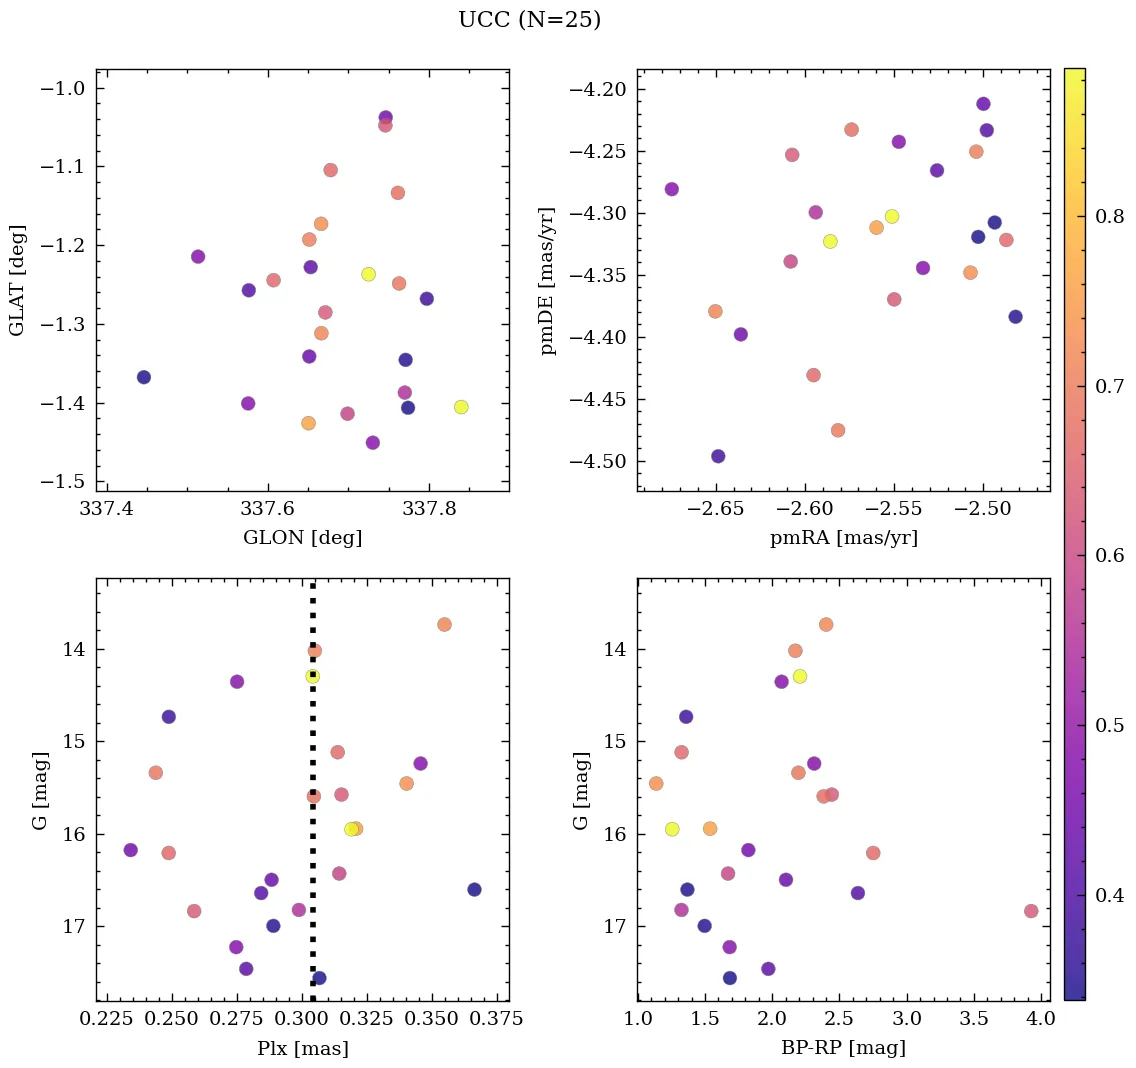 UCC (N=25)
−1.0
−1.1
−1.2
−1.3
−1.4
−1.5
GLAT [deg]
337.4 337.6 337.8
GLON [deg]
−4.20
−4.25
−4.30
−4.35
−4.40
−4.45
−4.50
pmDE [mas/yr]
−2.65 −2.60 −2.55 −2.50
pmRA [mas/yr]
14
15
16
17
G [mag]
0.225 0.250 0.275 0.300 0.325 0.350 0.375
Plx [mas]
14
15
16
17
G [mag]
1.0 1.5 2.0 2.5 3.0 3.5 4.0
BP-RP [mag]
0.8
0.7
0.6
0.5
0.4